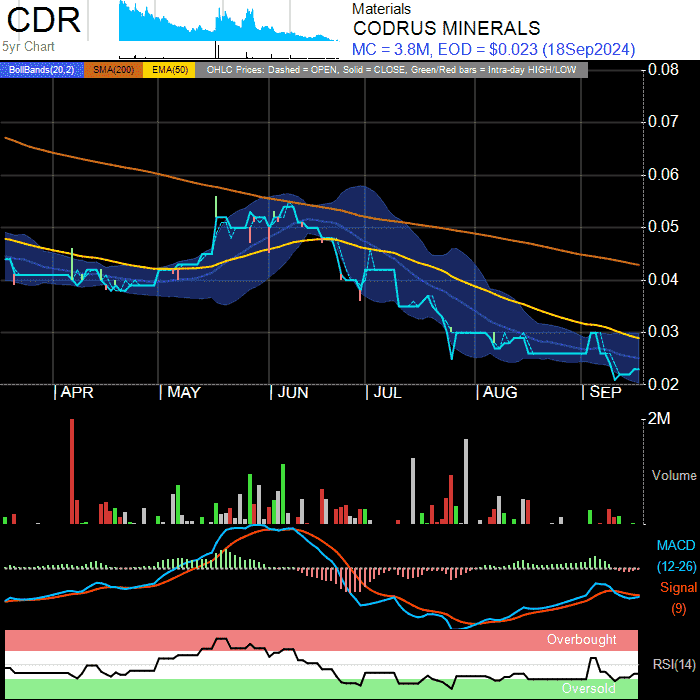 CDR
5yr Chart
Materials
CODRUS MINERALS
MC = 3.8M, EOD = $0.023 (18Sep2024)
BollBands(20,2) SMA(200) EMA(50) OHLC Prices: Dashed = OPEN, Solid = CLOSE, Green/Red bars = Intra-day HIGH/LOW
0.08
0.07
0.06
0.05
0.04
0.03
0.02
APR MAY JUN JUL AUG SEP
2M
Volume
MACD
(12-26)
Signal
(9)
Overbought
RSI(14)
Oversold